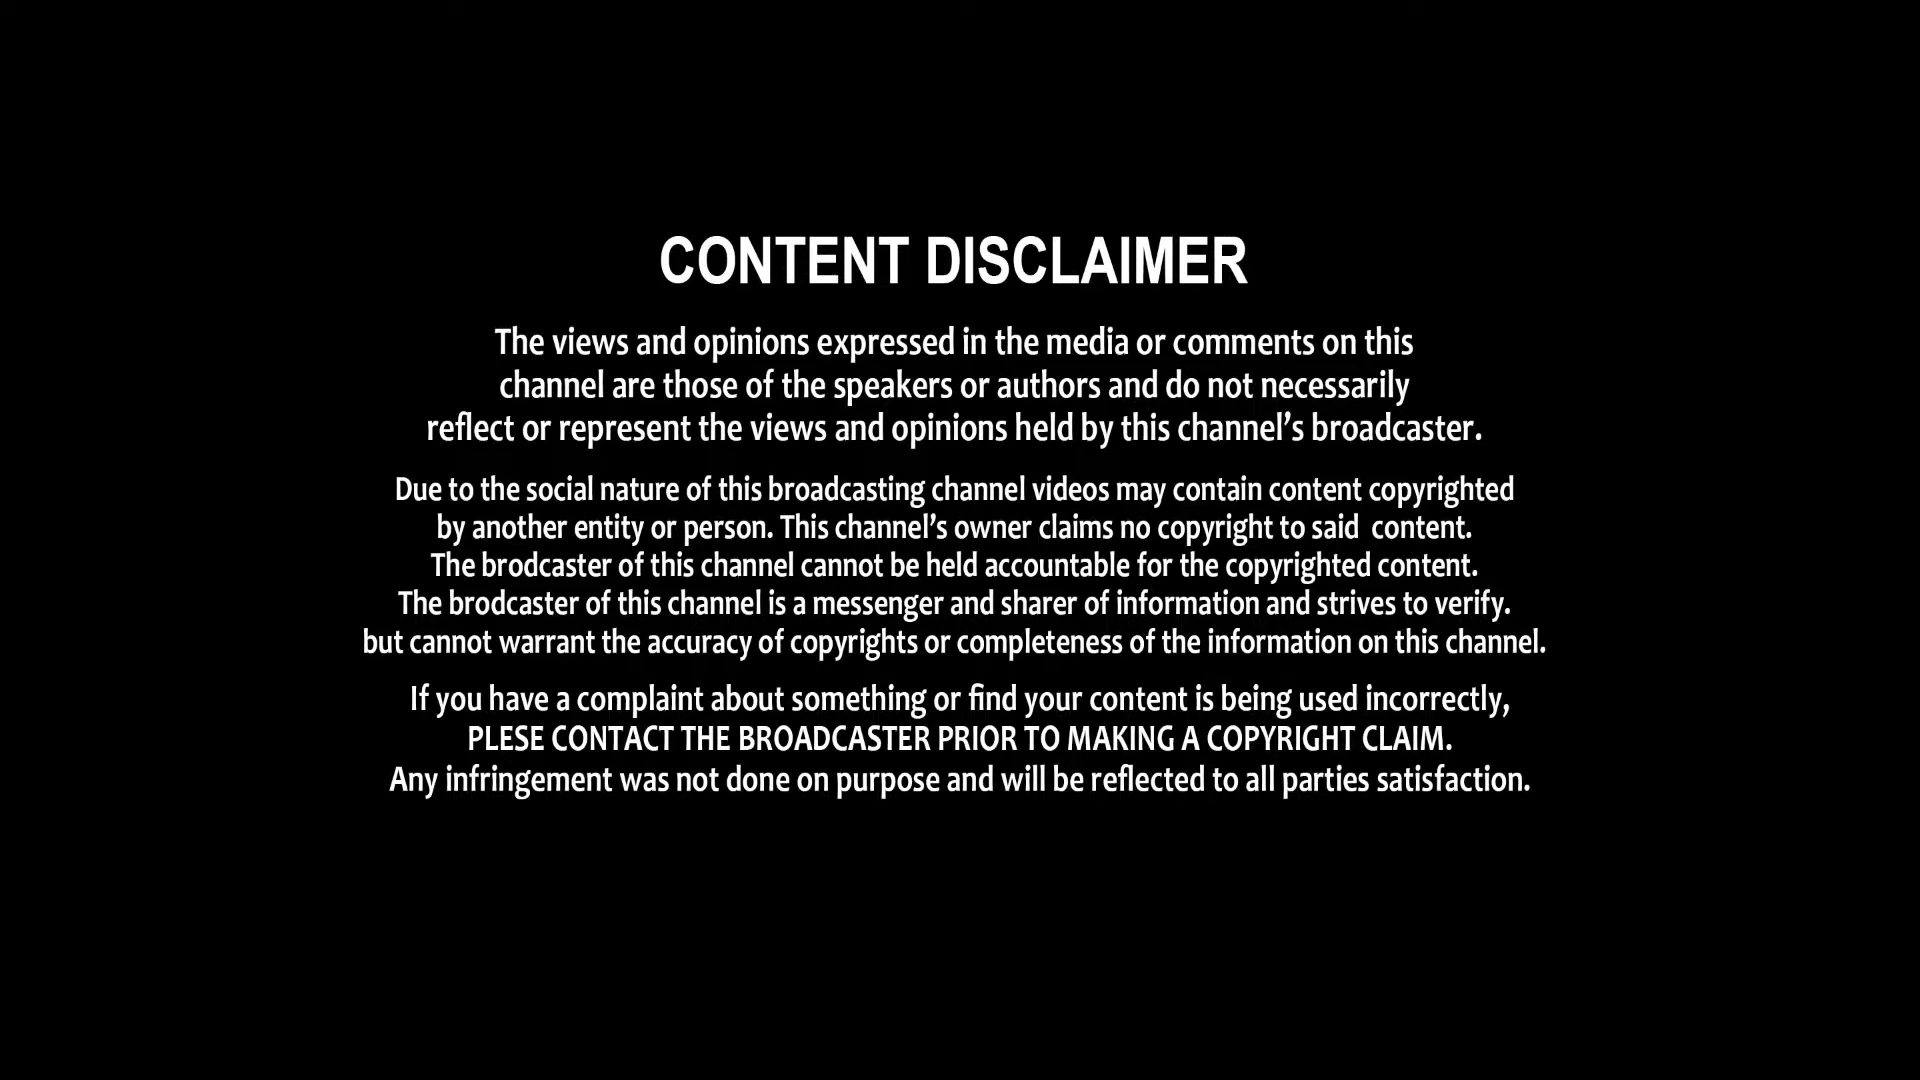 CONTENT DISCLAIMER
The views and opinions expressed in the media or comments on this
channel are those of the speakers or authors and do not necessarily
reflect or represent the views and opinions held by this channel’s broadcaster.
Due to the social nature of this broadcasting channel videos may contain content copyrighted
by another entity or person. This channel’s owner claims no copyright to said  content.
The brodcaster of this channel cannot be held accountable for the copyrighted content.
The brodcaster of this channel is a messenger and sharer of information and strives to verify.
but cannot warrant the accuracy of copyrights or completeness of the information on this channel.
If you have a complaint about something or find your content is being used incorrectly,
PLESE CONTACT THE BROADCASTER PRIOR TO MAKING A COPYRIGHT CLAIM.
Any infringement was not done on purpose and will be reflected to all parties satisfaction.